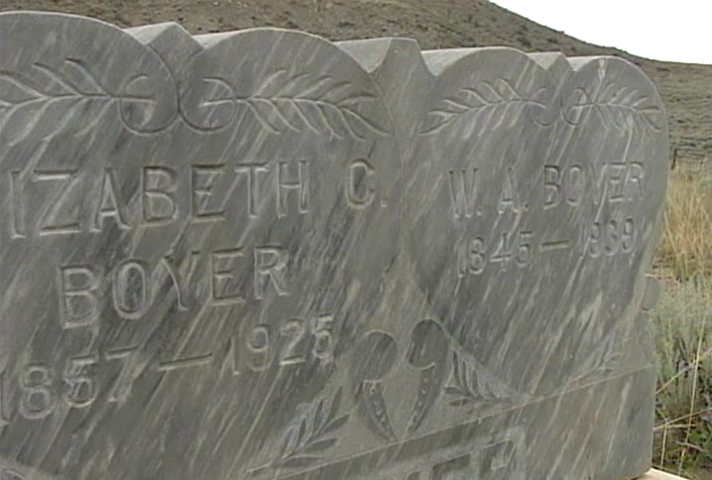 IZABETH C.
BOYER
1857 — 1925
W. A. BOYER
1845 — 1939